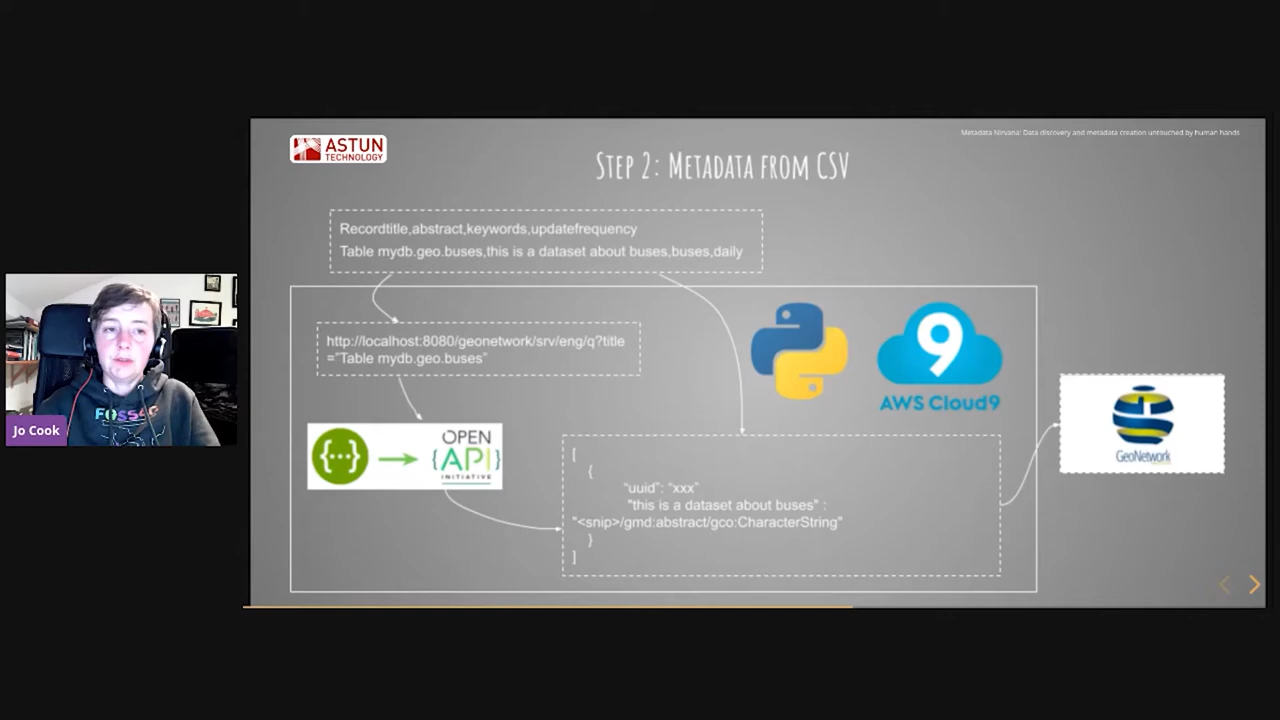 Metadata Nirvana: Data discovery and metadata creation untouched by human hands
ASTUN
TECHNOLOGY
Step 2: Metadata from CSV
Recordtitle,abstract,keywords,updatefrequency
Table mydb.geo.buses,this is a dataset about buses,buses,daily
http://localhost:8080/geonetwork/srv/eng/q?title
="Table mydb.geo.buses"
9
AWS Cloud9
{...}
OPEN
{API}
INITIATIVE
[
{
"uuid": "xxx"
"this is a dataset about buses" :
"<snip>/gmd:abstract/gco:CharacterString"
}
]
GeoNetwork
Jo Cook